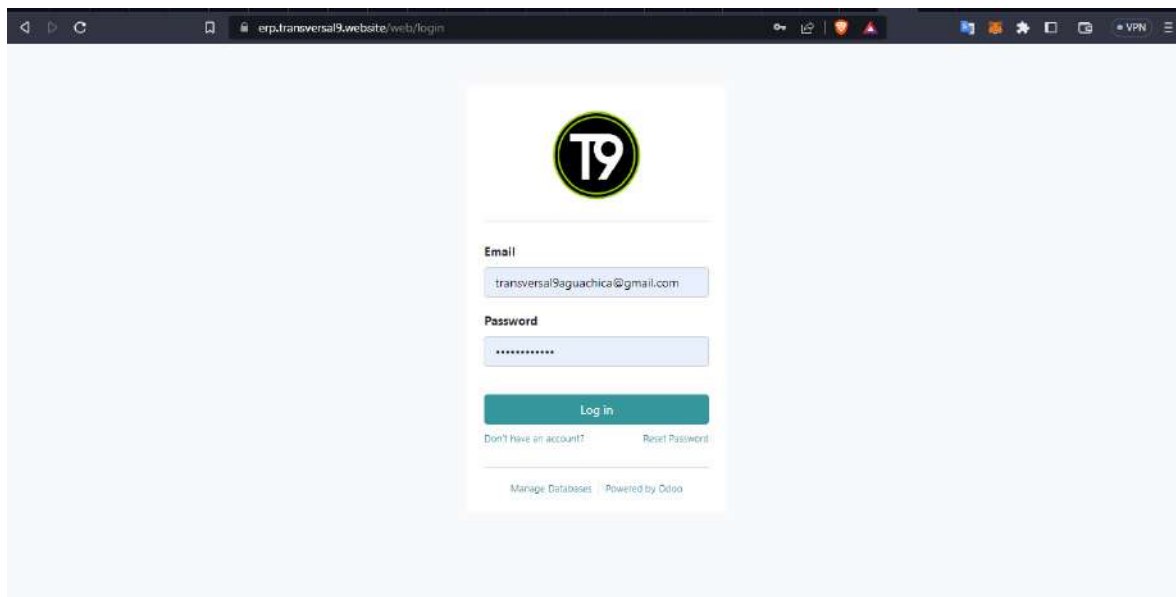 erp.transversal9.website/web/login
VPN
T9
Email
transversal9aguachica@gmail.com
Password
••••••••••••
Log in
Don't have an account? Reset Password
Manage Databases Powered by Odoo